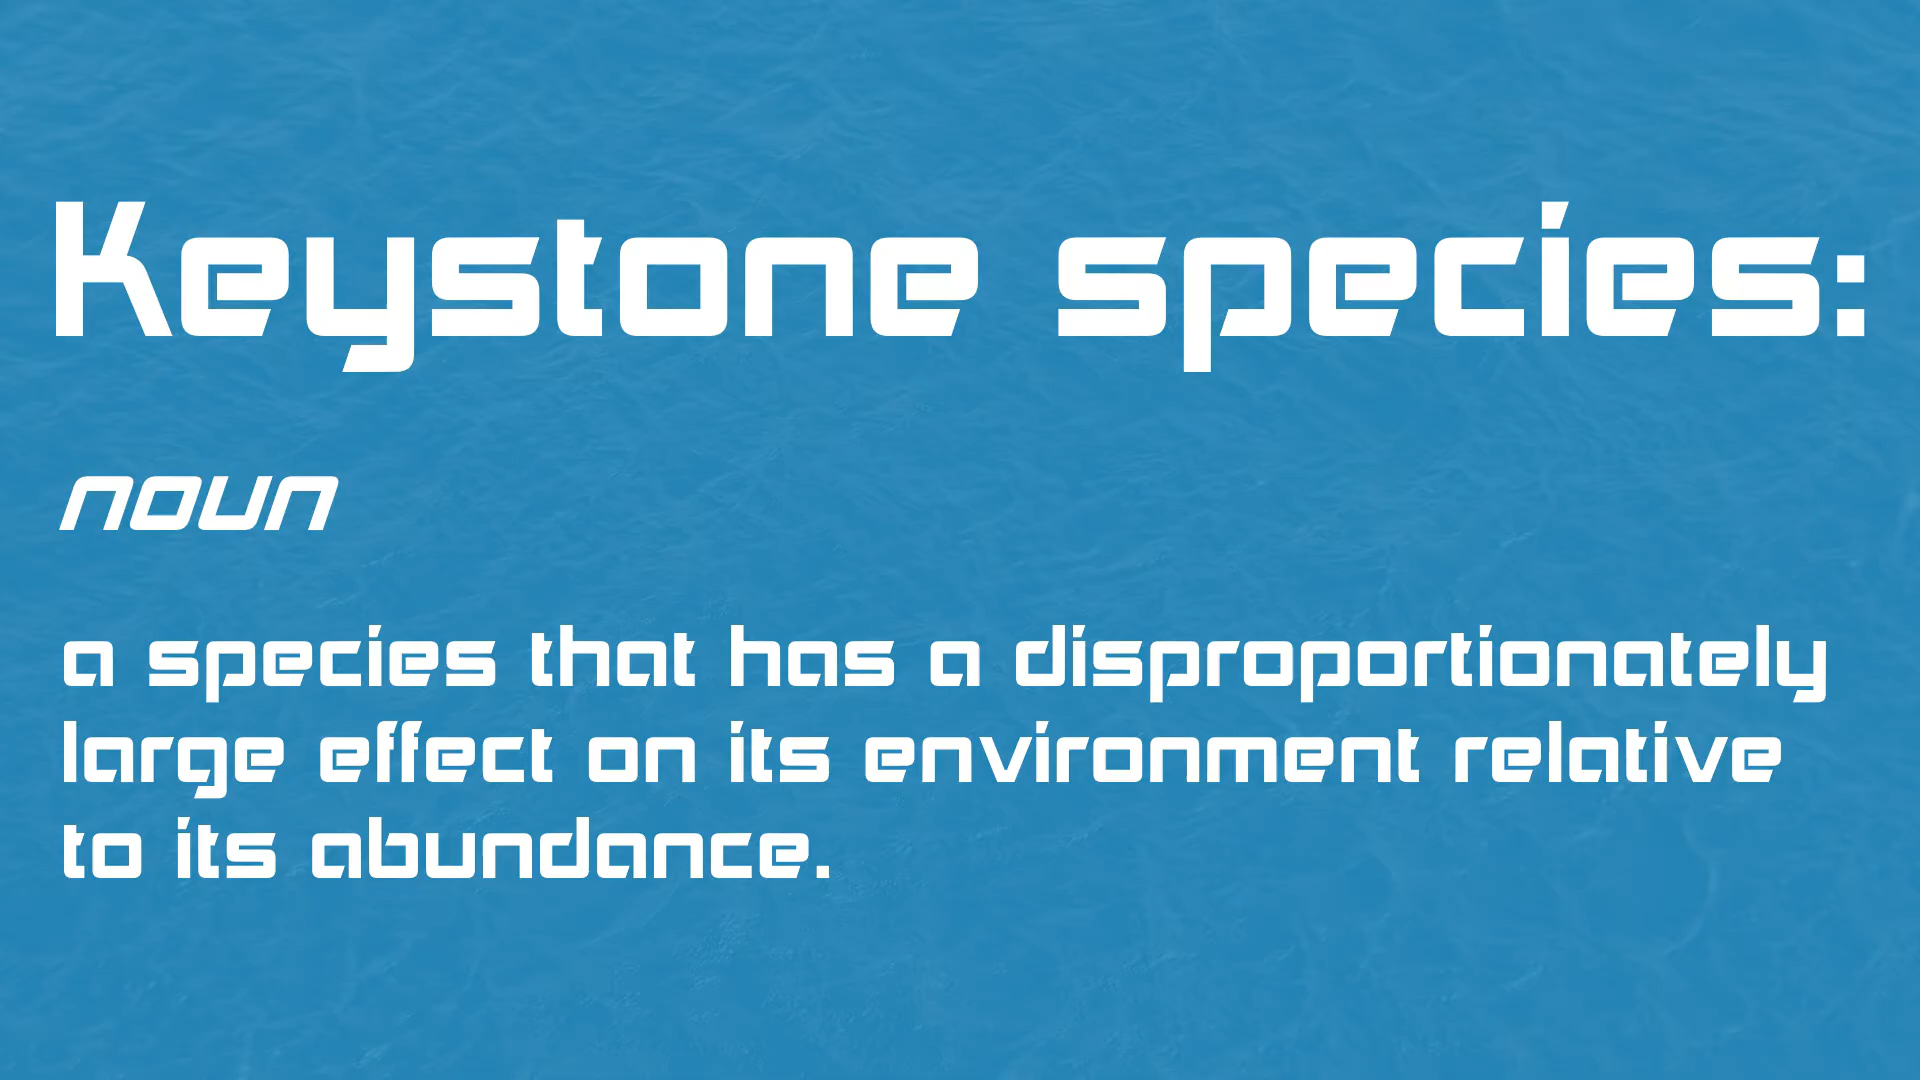 Keystone species:
noun
a species that has a disproportionately
large effect on its environment relative
to its abundance.